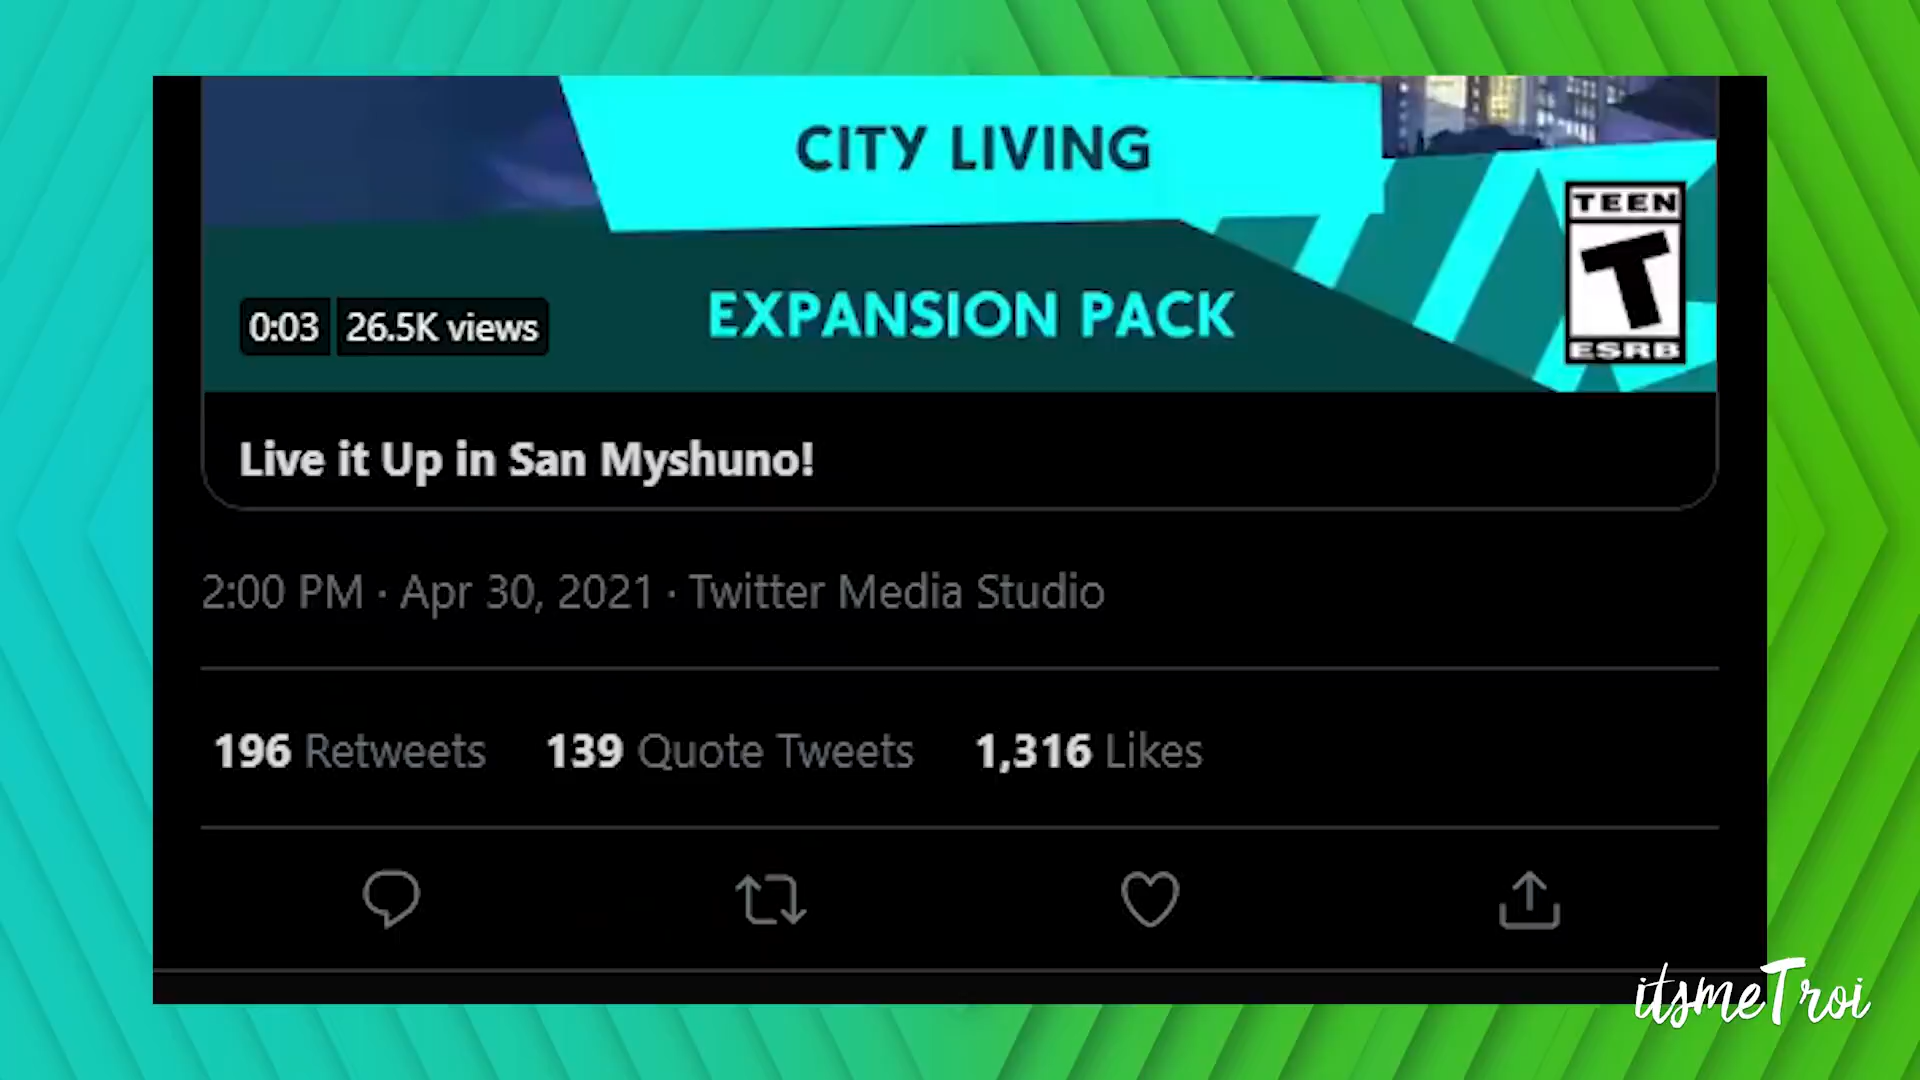 CITY LIVING
TEEN
T
ESRB
EXPANSION PACK
0:03 26.5K views
Live it Up in San Myshuno!
2:00 PM · Apr 30, 2021 · Twitter Media Studio
196 Retweets 139 Quote Tweets 1,316 Likes
itsmeTroi